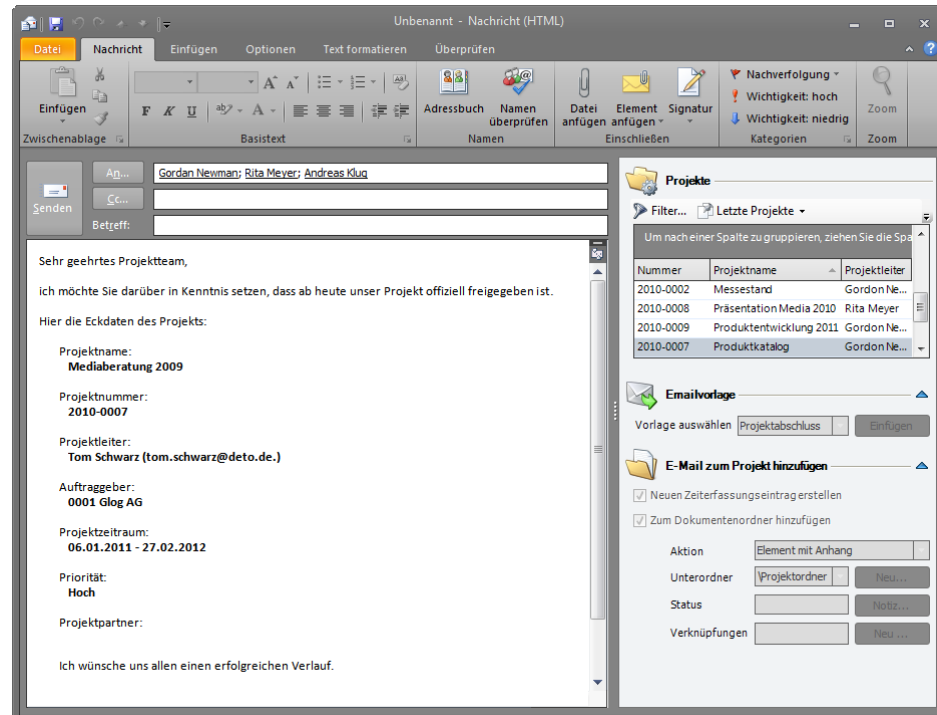 Unbenannt - Nachricht (HTML)
Datei Nachricht Einfügen Optionen Text formatieren Überprüfen
Einfügen
Zwischenablage
F K U
Basistext
Adressbuch Namen überprüfen
Namen
Datei anfügen Element anfügen Signatur
Einschließen
Nachverfolgung
Wichtigkeit: hoch
Wichtigkeit: niedrig
Kategorien
Zoom
Zoom
Senden
An... Gordan Newman; Rita Meyer; Andreas Klug
Cc...
Betreff:
Sehr geehrtes Projektteam,
ich möchte Sie darüber in Kenntnis setzen, dass ab heute unser Projekt offiziell freigegeben ist.
Hier die Eckdaten des Projekts:
Projektname:
Mediaberatung 2009
Projektnummer:
2010-0007
Projektleiter:
Tom Schwarz (tom.schwarz@deto.de.)
Auftraggeber:
0001 Glog AG
Projektzeitraum:
06.01.2011 - 27.02.2012
Priorität:
Hoch
Projektpartner:
Ich wünsche uns allen einen erfolgreichen Verlauf.
Projekte
Filter... Letzte Projekte
Um nach einer Spalte zu gruppieren, ziehen Sie die Spa
Nummer Projektname Projektleiter
2010-0002 Messestand Gordon Ne...
2010-0008 Präsentation Media 2010 Rita Meyer
2010-0009 Produktentwicklung 2011 Gordon Ne...
2010-0007 Produktkatalog Gordon Ne...
Emailvorlage
Vorlage auswählen Projektabschluss Einfügen
E-Mail zum Projekt hinzufügen
Neuen Zeiterfassungseintrag erstellen
Zum Dokumentenordner hinzufügen
Aktion Element mit Anhang
Unterordner \Projektordner Neu...
Status Notiz...
Verknüpfungen Neu ...